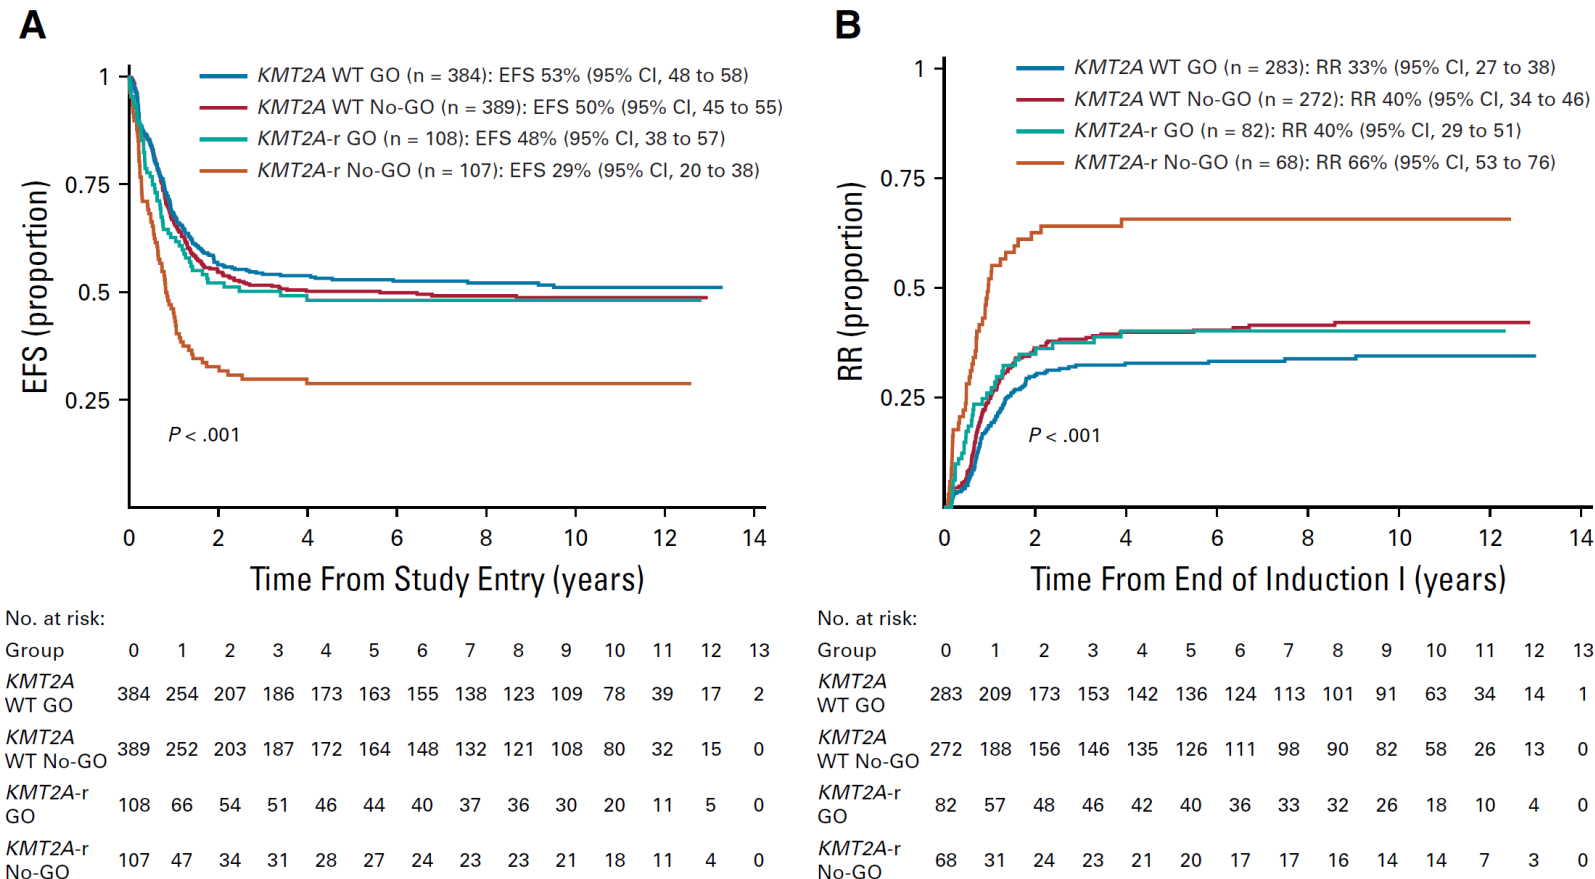 A
KMT2A WT GO (n = 384): EFS 53% (95% CI, 48 to 58)
KMT2A WT No-GO (n = 389): EFS 50% (95% CI, 45 to 55)
KMT2A-r GO (n = 108): EFS 48% (95% CI, 38 to 57)
KMT2A-r No-GO (n = 107): EFS 29% (95% CI, 20 to 38)
1
0.75
0.5
0.25
EFS (proportion)
P < .001
0 2 4 6 8 10 12 14
Time From Study Entry (years)
No. at risk:
Group 0 1 2 3 4 5 6 7 8 9 10 11 12 13
KMT2A
WT GO 384 254 207 186 173 163 155 138 123 109 78 39 17 2
KMT2A
WT No-GO 389 252 203 187 172 164 148 132 121 108 80 32 15 0
KMT2A-r
GO 108 66 54 51 46 44 40 37 36 30 20 11 5 0
KMT2A-r
No-GO 107 47 34 31 28 27 24 23 23 21 18 11 4 0
B
KMT2A WT GO (n = 283): RR 33% (95% CI, 27 to 38)
KMT2A WT No-GO (n = 272): RR 40% (95% CI, 34 to 46)
KMT2A-r GO (n = 82): RR 40% (95% CI, 29 to 51)
KMT2A-r No-GO (n = 68): RR 66% (95% CI, 53 to 76)
1
0.75
0.5
0.25
RR (proportion)
P < .001
0 2 4 6 8 10 12 14
Time From End of Induction I (years)
No. at risk:
Group 0 1 2 3 4 5 6 7 8 9 10 11 12 13
KMT2A
WT GO 283 209 173 153 142 136 124 113 101 91 63 34 14 1
KMT2A
WT No-GO 272 188 156 146 135 126 111 98 90 82 58 26 13 0
KMT2A-r
GO 82 57 48 46 42 40 36 33 32 26 18 10 4 0
KMT2A-r
No-GO 68 31 24 23 21 20 17 17 16 14 14 7 3 0